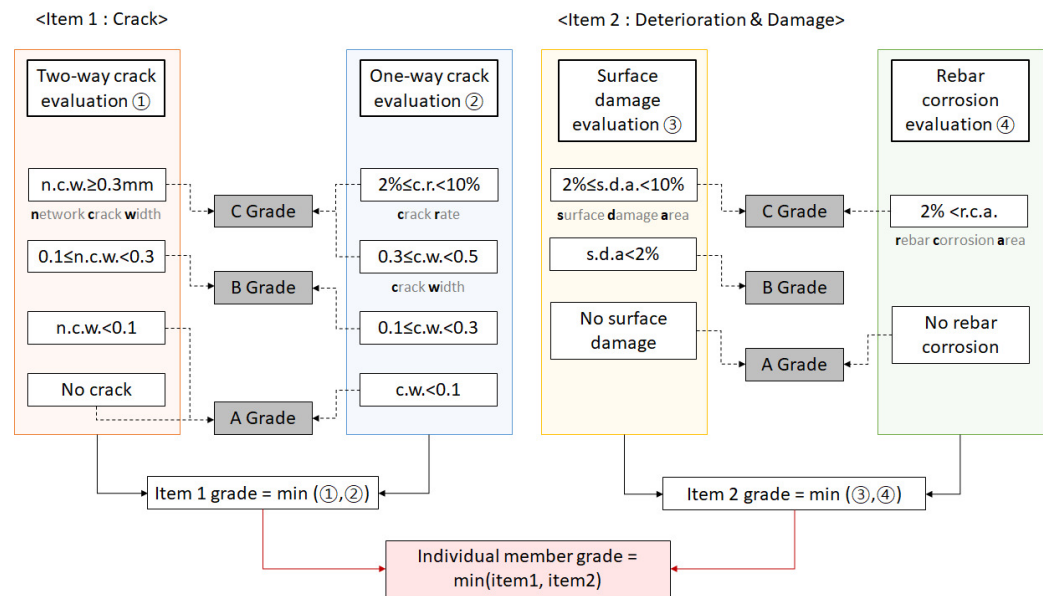 <Item 1 : Crack>
<Item 2 : Deterioration & Damage>
Two-way crack
evaluation ①
One-way crack
evaluation ②
Surface
damage
evaluation ③
Rebar
corrosion
evaluation ④
n.c.w.≥0.3mm
network crack width
0.1≤n.c.w.<0.3
n.c.w.<0.1
No crack
C Grade
B Grade
A Grade
2%≤c.r.<10%
crack rate
0.3≤c.w.<0.5
crack width
0.1≤c.w.<0.3
c.w.<0.1
2%≤s.d.a.<10%
surface damage area
s.d.a<2%
No surface
damage
C Grade
B Grade
A Grade
2% <r.c.a.
rebar corrosion area
No rebar
corrosion
Item 1 grade = min (①,②)
Item 2 grade = min (③,④)
Individual member grade =
min(item1, item2)